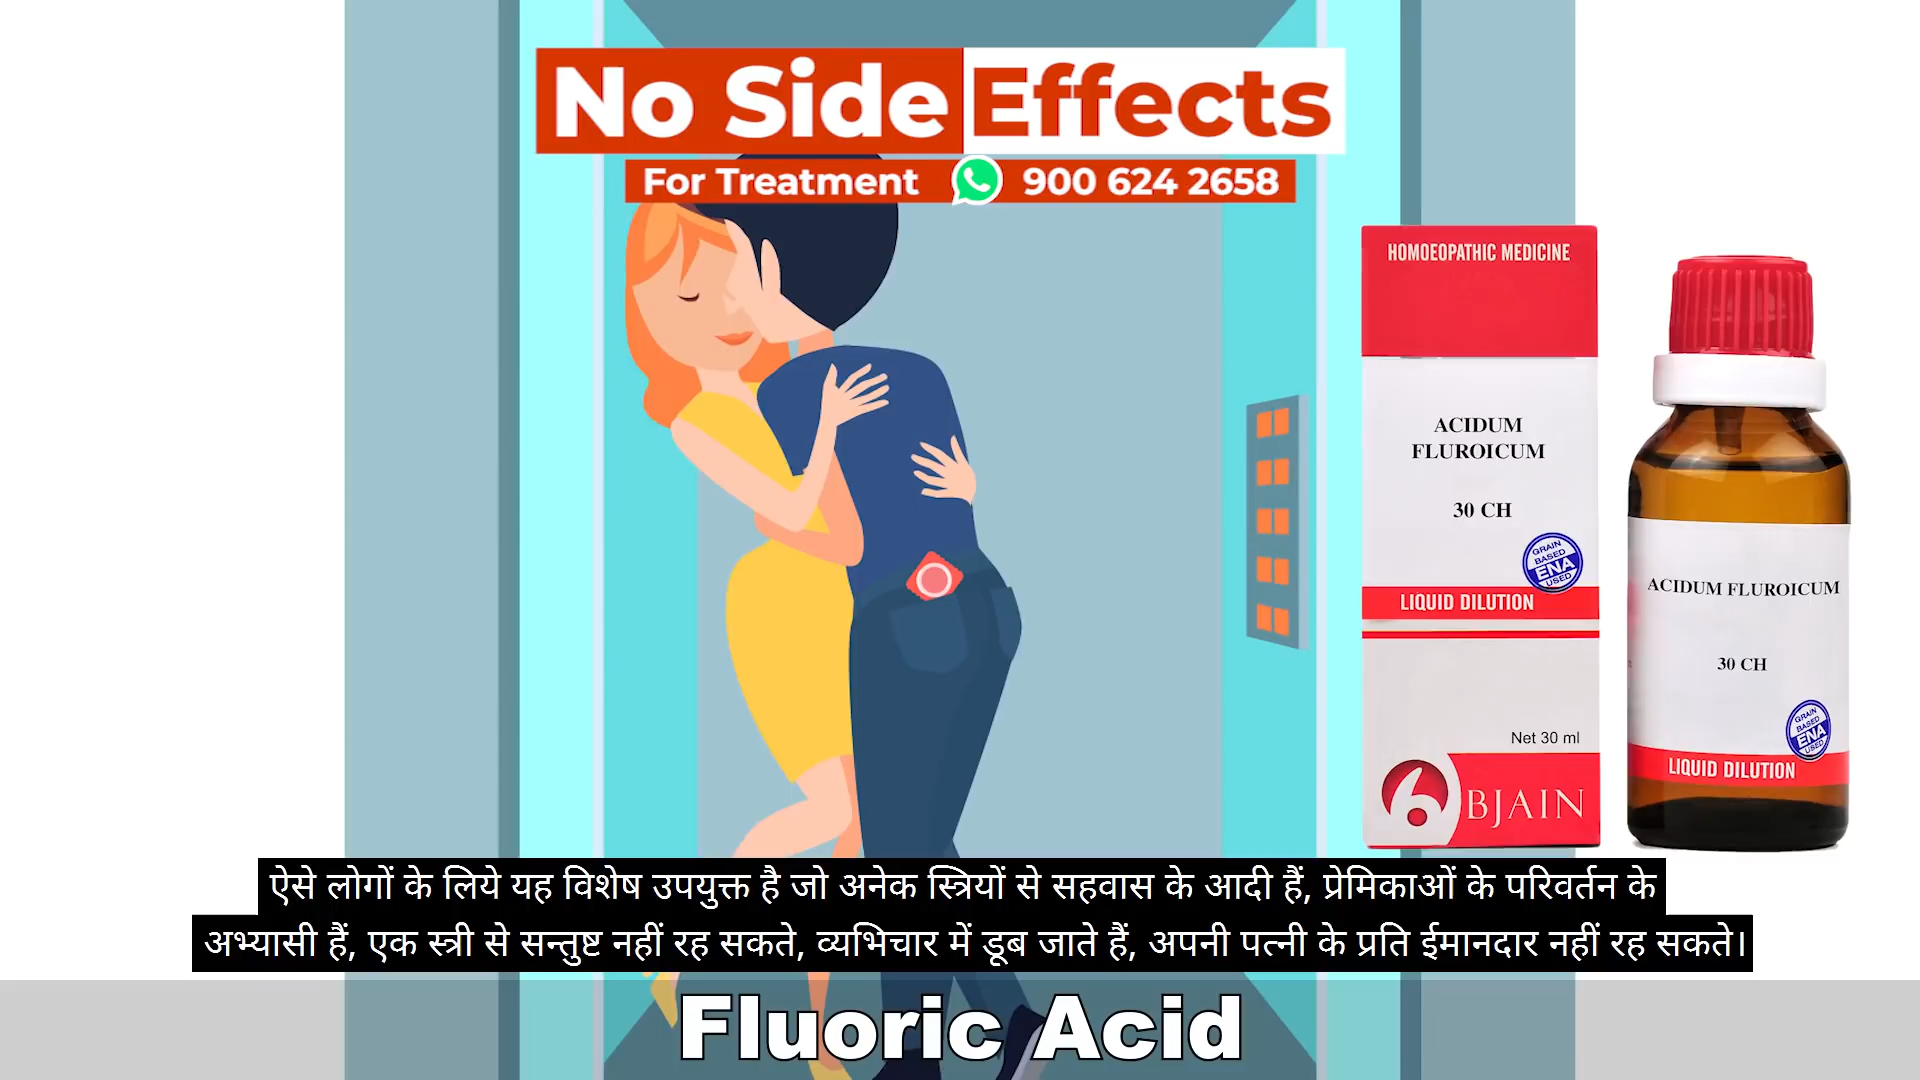 No Side Effects
For Treatment 900 624 2658
HOMOEOPATHIC MEDICINE
ACIDUM
FLUROICUM
30 CH
GRAIN
BASED
ENA
USED
LIQUID DILUTION
Net 30 ml
BJAIN
ACIDUM FLUROICUM
30 CH
GRAIN
BASED
ENA
USED
LIQUID DILUTION
ऐसे लोगों के लिये यह विशेष उपयुक्त है जो अनेक स्त्रियों से सहवास के आदी हैं, प्रेमिकाओं के परिवर्तन के
अभ्यासी हैं, एक स्त्री से सन्तुष्ट नहीं रह सकते, व्यभिचार में डूब जाते हैं, अपनी पत्नी के प्रति ईमानदार नहीं रह सकते।
Fluoric Acid